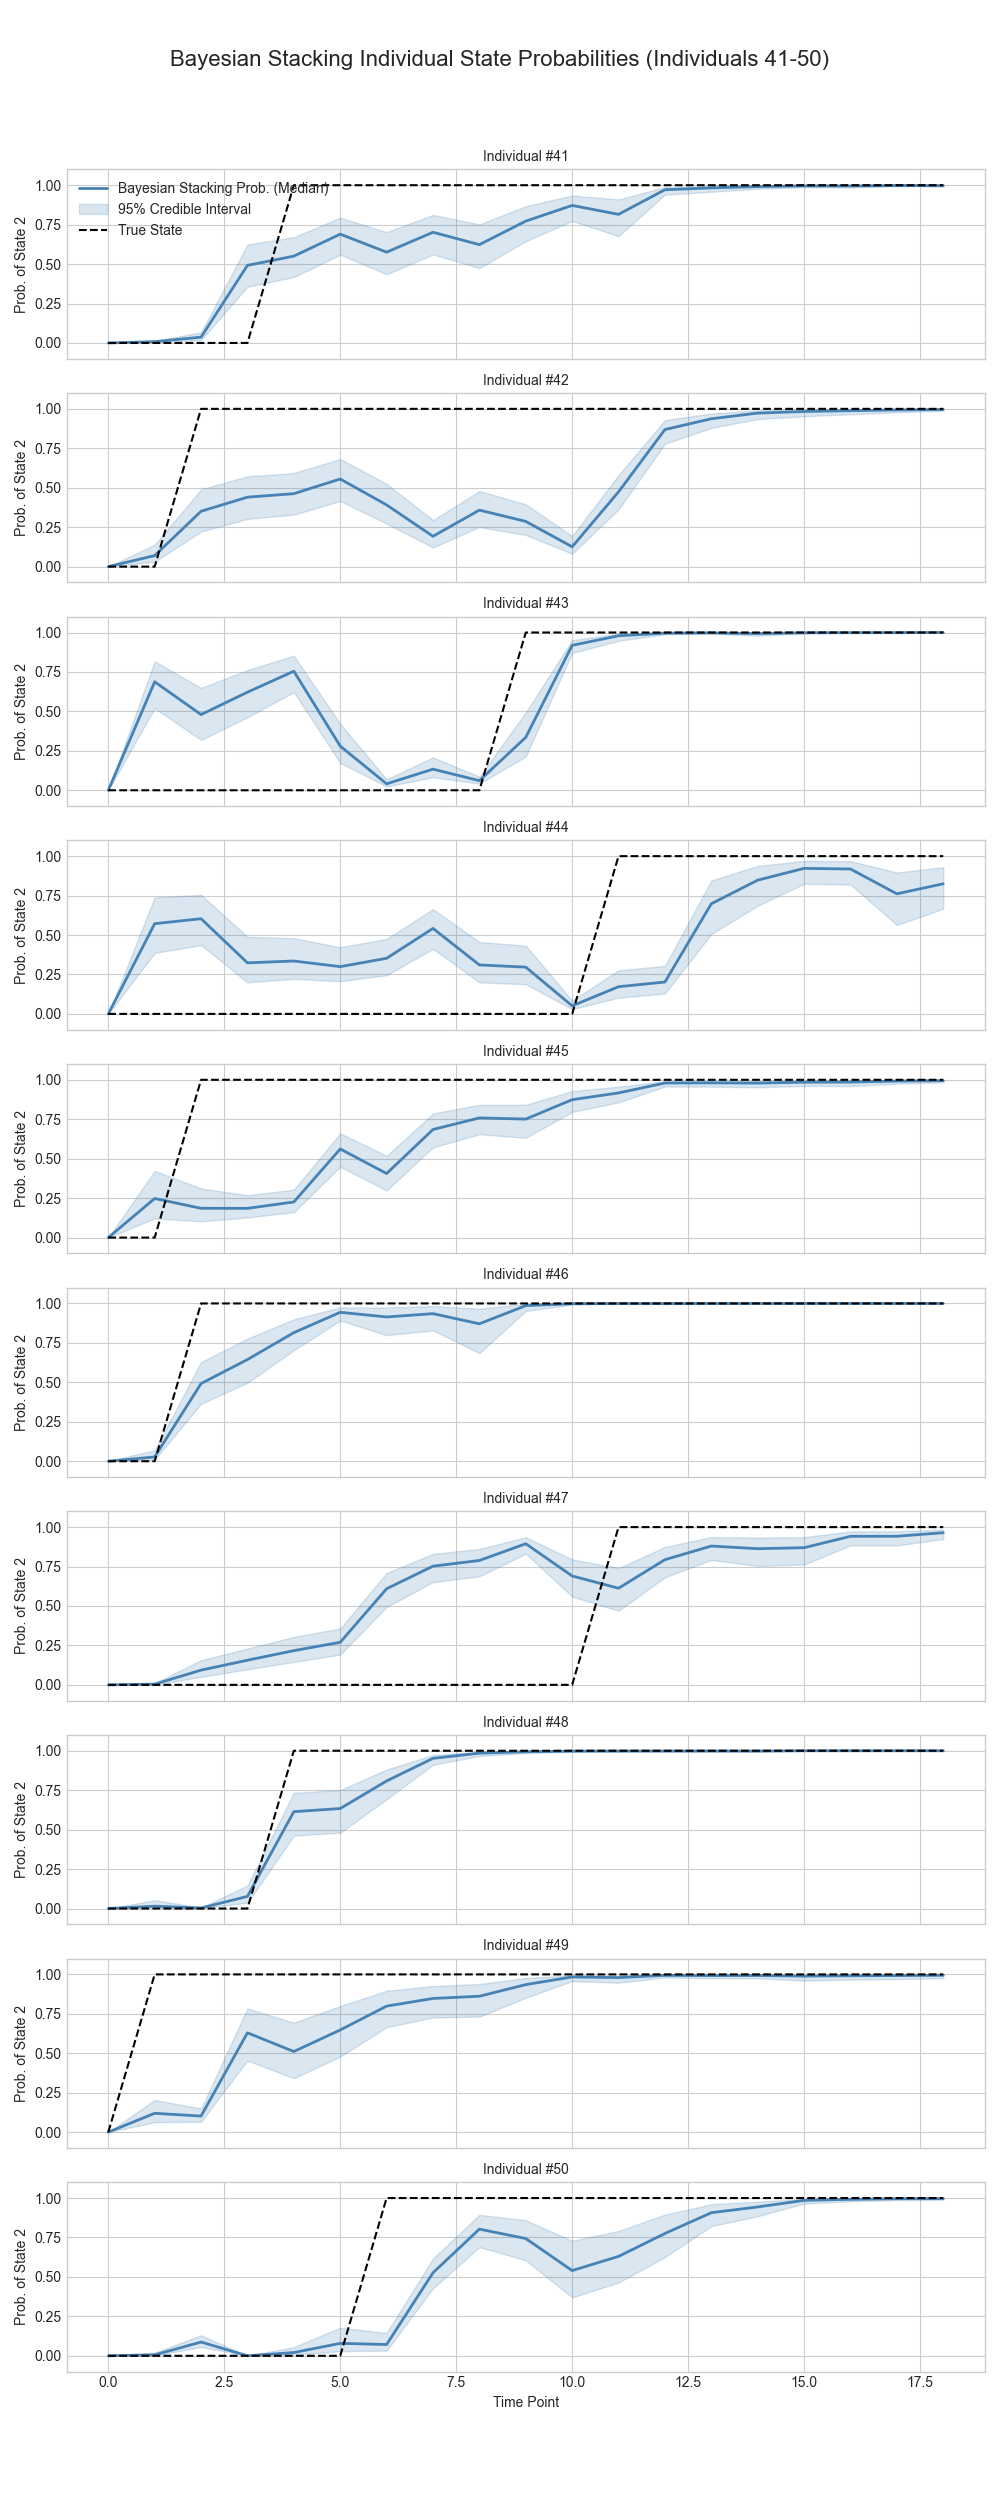 Bayesian Stacking Individual State Probabilities (Individuals 41-50)
Individual #41
Bayesian Stacking Prob. (Median)
95% Credible Interval
True State
Prob. of State 2
1.00
0.75
0.50
0.25
0.00
Individual #42
Prob. of State 2
1.00
0.75
0.50
0.25
0.00
Individual #43
Prob. of State 2
1.00
0.75
0.50
0.25
0.00
Individual #44
Prob. of State 2
1.00
0.75
0.50
0.25
0.00
Individual #45
Prob. of State 2
1.00
0.75
0.50
0.25
0.00
Individual #46
Prob. of State 2
1.00
0.75
0.50
0.25
0.00
Individual #47
Prob. of State 2
1.00
0.75
0.50
0.25
0.00
Individual #48
Prob. of State 2
1.00
0.75
0.50
0.25
0.00
Individual #49
Prob. of State 2
1.00
0.75
0.50
0.25
0.00
Individual #50
Prob. of State 2
1.00
0.75
0.50
0.25
0.00
0.0 2.5 5.0 7.5 10.0 12.5 15.0 17.5
Time Point